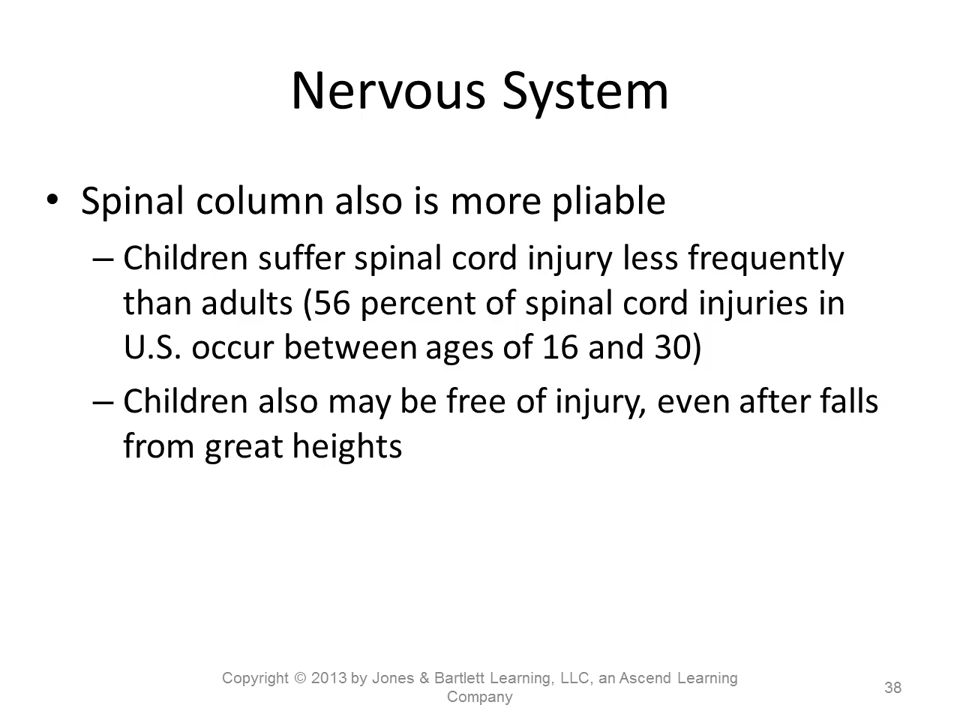 Nervous System
• Spinal column also is more pliable
– Children suffer spinal cord injury less frequently
than adults (56 percent of spinal cord injuries in
U.S. occur between ages of 16 and 30)
– Children also may be free of injury, even after falls
from great heights
Copyright © 2013 by Jones & Bartlett Learning, LLC, an Ascend Learning
Company
38